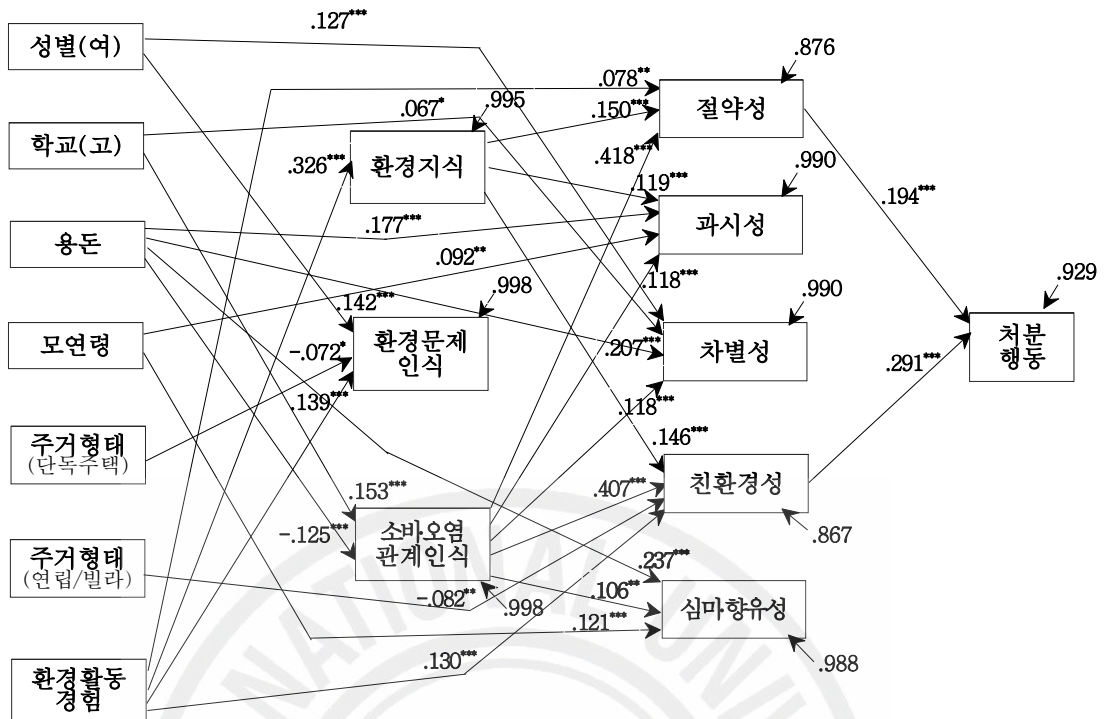 .127***
성별(여)
.876
.078**
절약성
.067*
.995
.150***
학교(고)
환경지식
.326***
.418***
.990
.119***
.194***
과시성
.177***
용돈
.092**
.118***
.998
.990
.929
.142***
모연령
환경문제
인식
차별성
처분
행동
-.072*
.207***
.291***
.139***
.118***
주거형태
(단독주택)
.146***
친환경성
.153***
.407***
-.125***
소비오염
관계인식
.867
주거형태
(연립/빌라)
.237***
-.082**
.998
.106**
심미향유성
.121***
.130***
.988
환경활동
경험
NATIONAL UNI